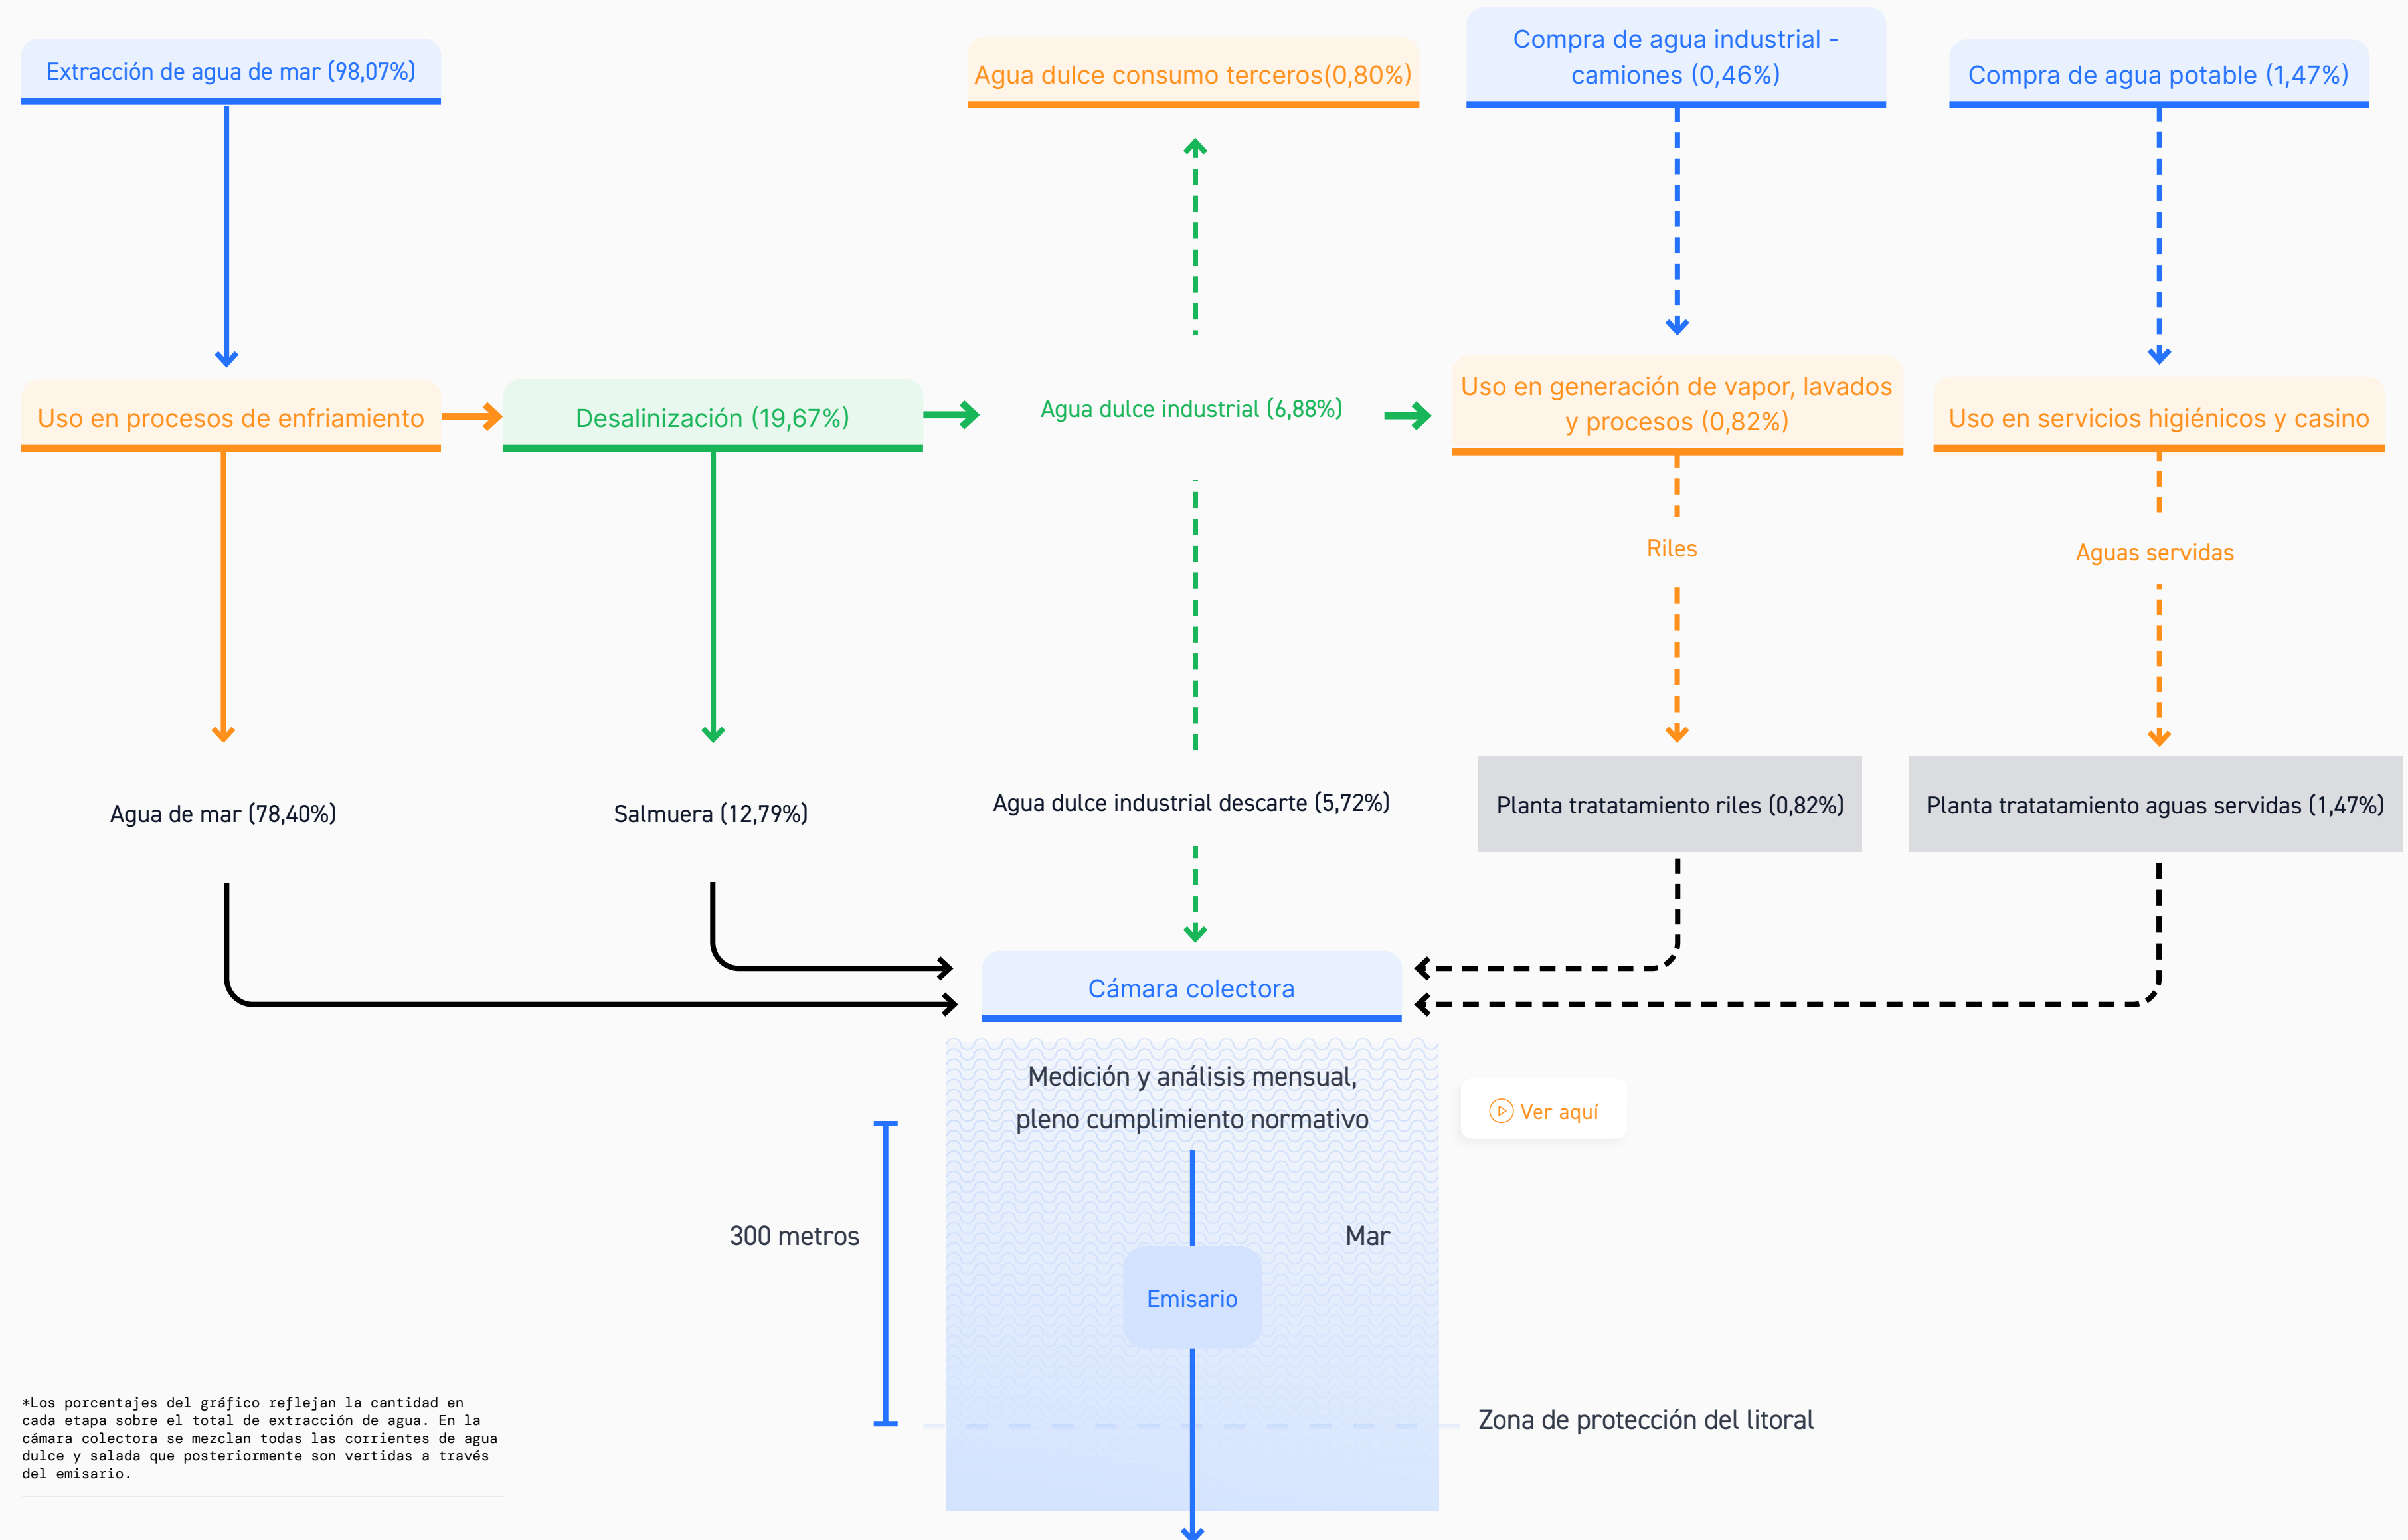 Extracción de agua de mar (98,07%)
Agua dulce consumo terceros(0,80%)
Compra de agua industrial -
camiones (0,46%)
Compra de agua potable (1,47%)
Uso en procesos de enfriamiento
Desalinización (19,67%)
Agua dulce industrial (6,88%)
Uso en generación de vapor, lavados
y procesos (0,82%)
Uso en servicios higiénicos y casino
Riles
Aguas servidas
Agua de mar (78,40%)
Salmuera (12,79%)
Agua dulce industrial descarte (5,72%)
Planta tratatamiento riles (0,82%)
Planta tratatamiento aguas servidas (1,47%)
Cámara colectora
Medición y análisis mensual,
pleno cumplimiento normativo
Ver aquí
300 metros
Mar
Emisario
Zona de protección del litoral
*Los porcentajes del gráfico reflejan la cantidad en
cada etapa sobre el total de extracción de agua. En la
cámara colectora se mezclan todas las corrientes de agua
dulce y salada que posteriormente son vertidas a través
del emisario.